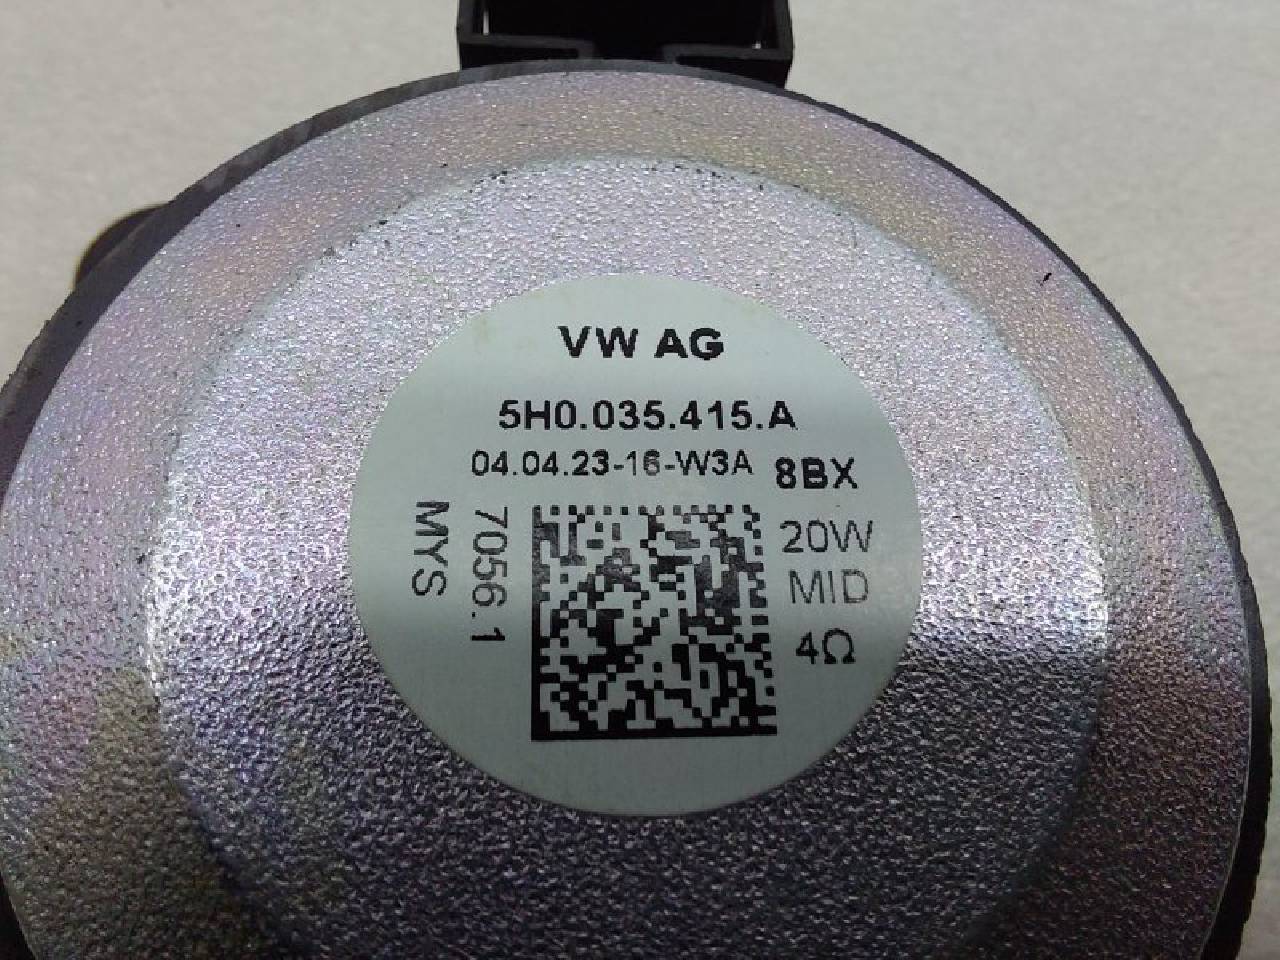 VW AG
5H0.035.415.A
04.04.23-16-W3A 8BX
20W
MID
4Ω
7056.1
MYS